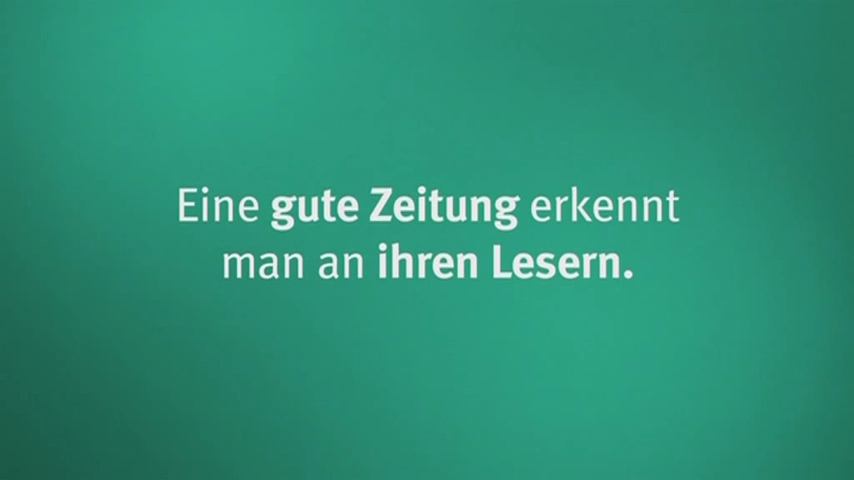 Eine gute Zeitung erkennt
man an ihren Lesern.